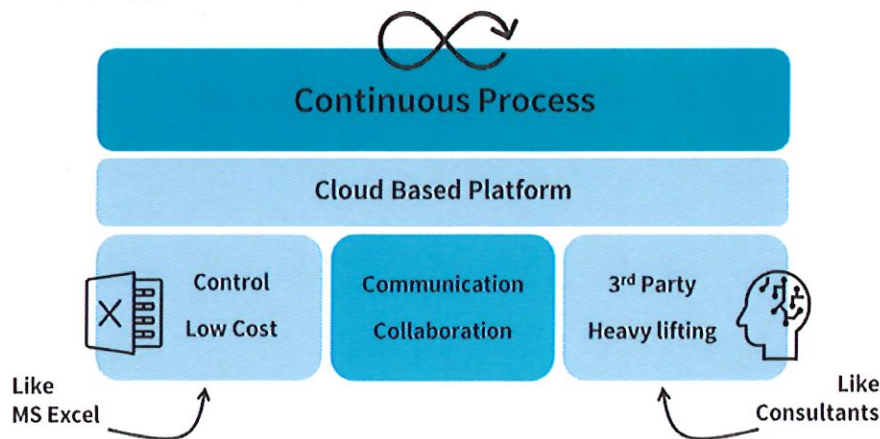 Continuous Process
Cloud Based Platform
Control
Low Cost
Communication
Collaboration
3rd Party
Heavy lifting
X
Like
MS Excel
Like
Consultants